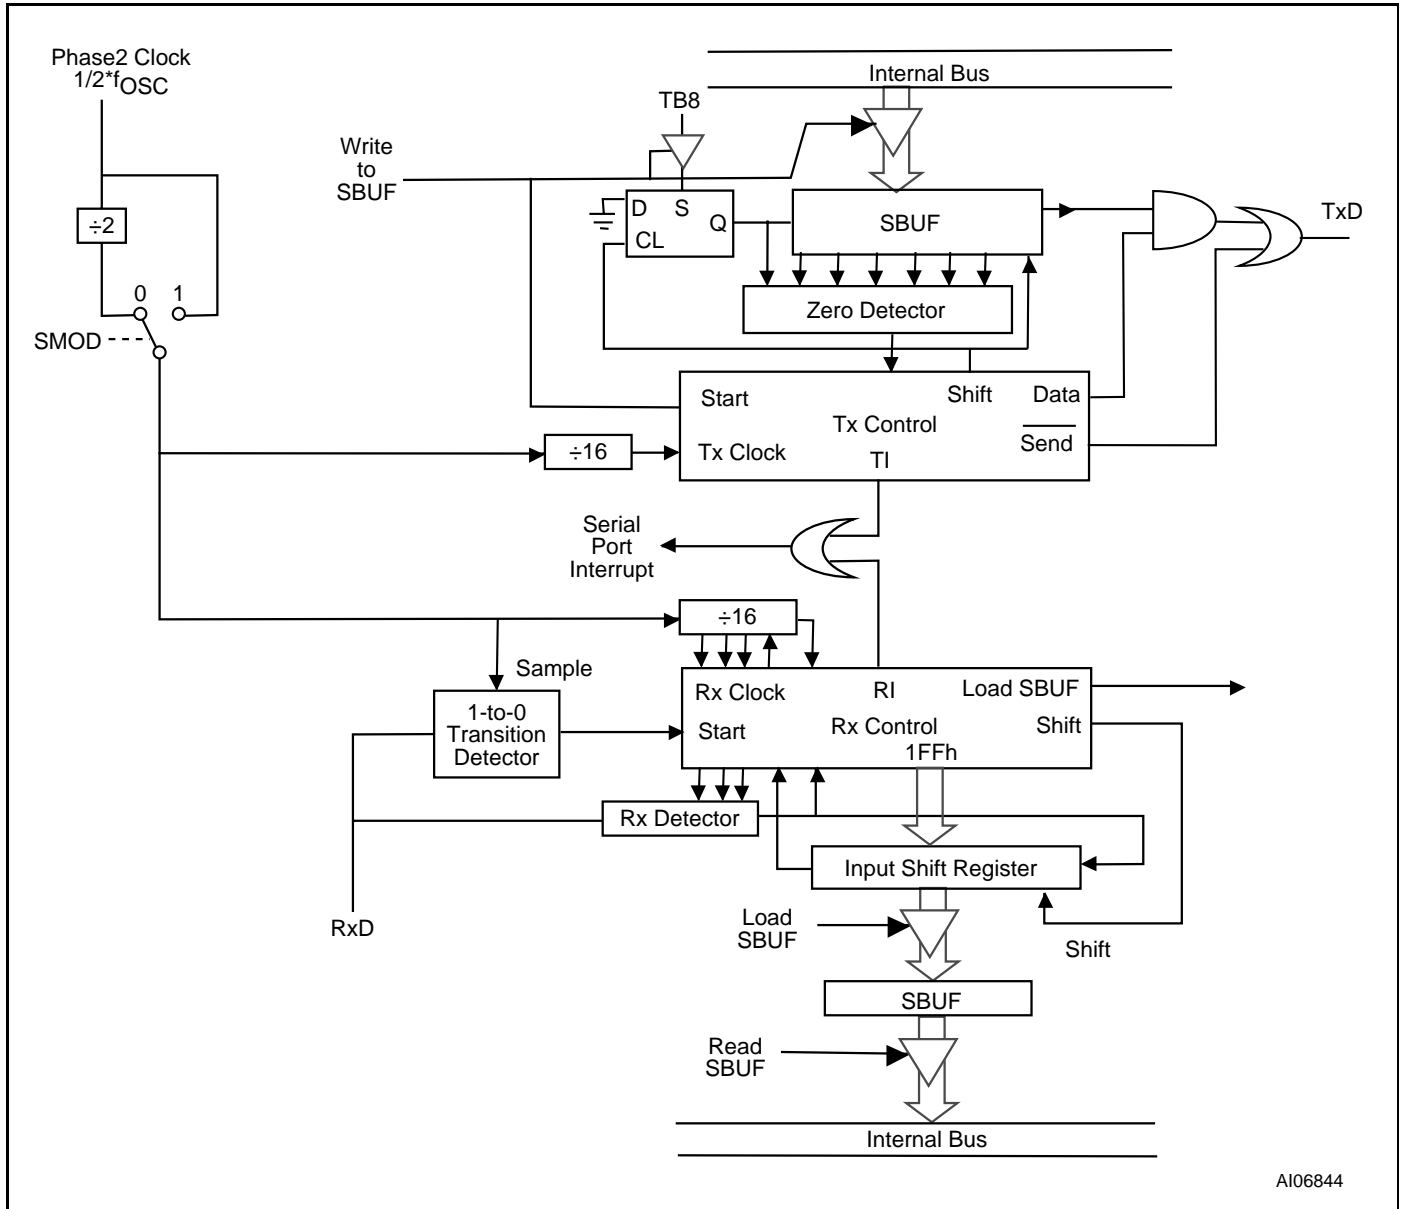 Phase2 Clock
1/2*fOSC
Internal Bus
TB8
Write
to
SBUF
D S
Q
CL
SBUF
TxD
÷2
0 1
SMOD
Zero Detector
Start
Shift
Data
Tx Control
Send
Tx Clock
TI
÷16
Serial
Port
Interrupt
÷16
Sample
1-to-0
Transition
Detector
Rx Clock
RI
Load SBUF
Start
Rx Control
Shift
1FFh
Rx Detector
Input Shift Register
RxD
Load
SBUF
Shift
SBUF
Read
SBUF
Internal Bus
AI06844